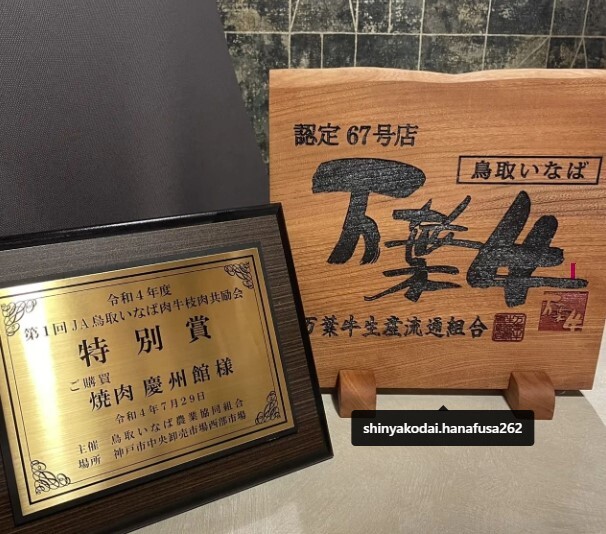 令和4年度
第1回JA鳥取いなば肉牛枝肉共励会
特別賞
ご購買
焼肉 慶州館様
令和4年7月29日
主催 鳥取いなば農業協同組合
場所 神戸市中央卸売市場西部市場
認定 67号店
鳥取いなば
万葉牛
万葉牛
万葉牛生産流通組合
shinyakodai.hanafusa262